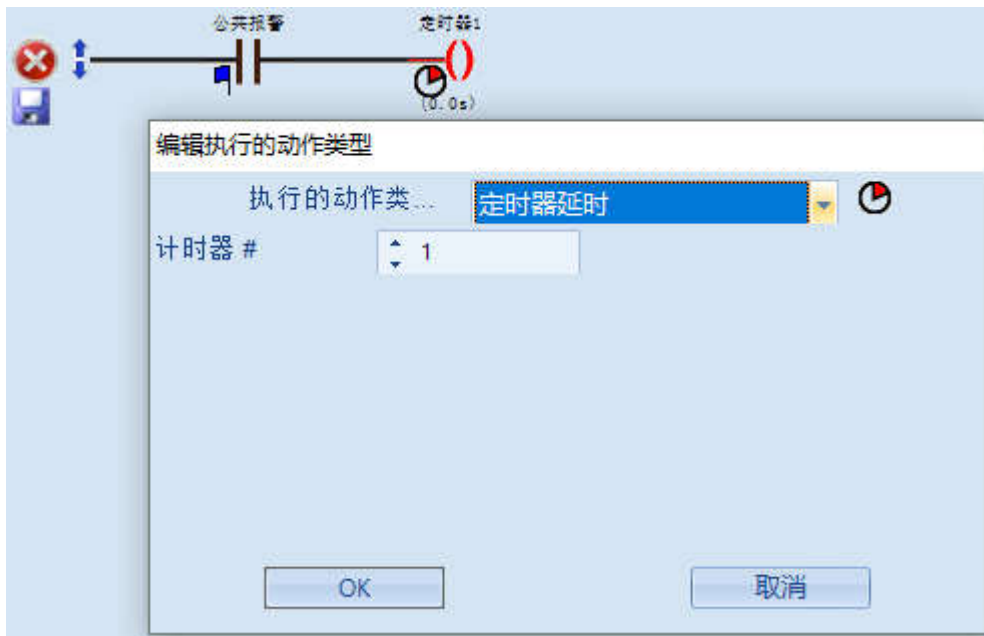 公共报警 定时器1
(0.0s)
编辑执行的动作类型
执行的动作类... 定时器延时
计时器 # 1
OK 取消